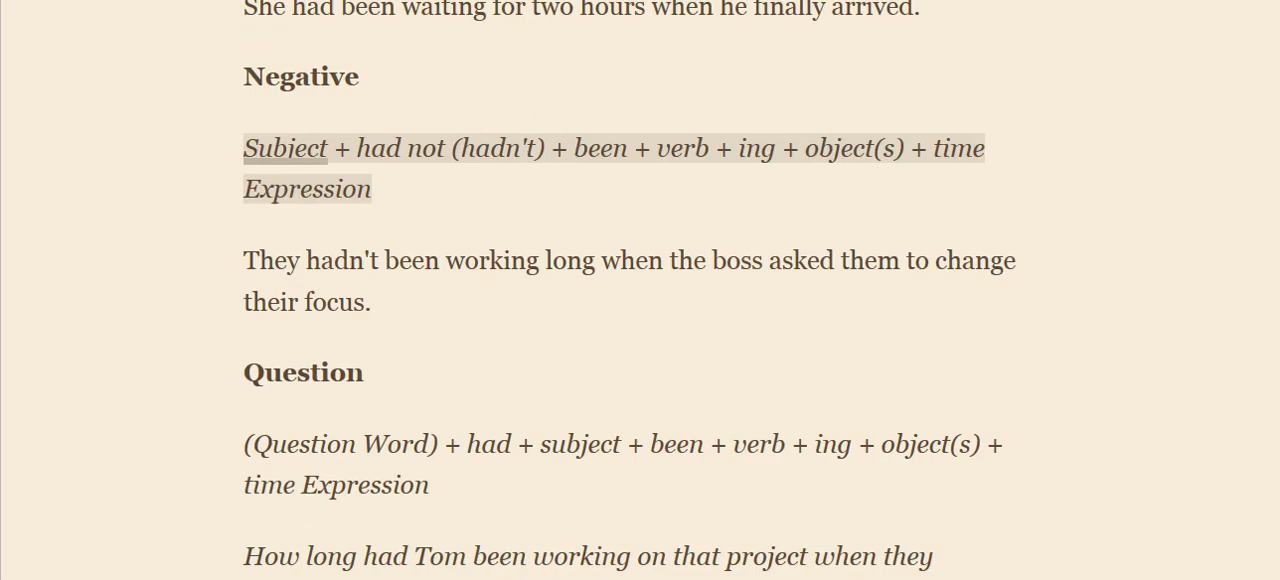 She had been waiting for two hours when he finally arrived.
Negative
Subject + had not (hadn't) + been + verb + ing + object(s) + time
Expression
They hadn't been working long when the boss asked them to change
their focus.
Question
(Question Word) + had + subject + been + verb + ing + object(s) +
time Expression
How long had Tom been working on that project when they